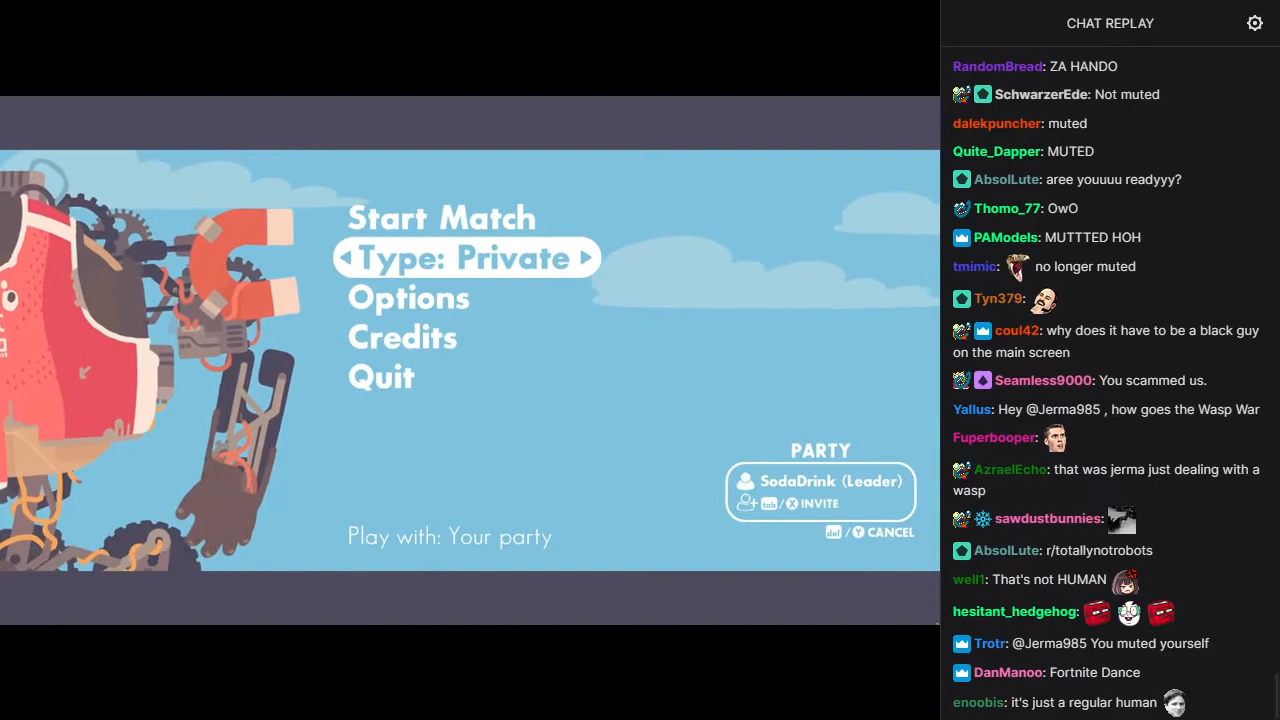 Start Match
Type: Private
Options
Credits
Quit
Play with: Your party
PARTY
SodaDrink (Leader)
tab / X INVITE
del / Y CANCEL
CHAT REPLAY
RandomBread: ZA HANDO
SchwarzerEde: Not muted
dalekpuncher: muted
Quite_Dapper: MUTED
AbsolLute: aree youuuu readyyy?
Thomo_77: OwO
PAModels: MUTTTED HOH
tmimic: no longer muted
Tyn379:
coul42: why does it have to be a black guy
on the main screen
Seamless9000: You scammed us.
Yallus: Hey @Jerma985 , how goes the Wasp War
Fuperbooper:
AzraelEcho: that was jerma just dealing with a
wasp
sawdustbunnies:
AbsolLute: r/totallynotrobots
well1: That's not HUMAN
hesitant_hedgehog:
Trotr: @Jerma985 You muted yourself
DanManoo: Fortnite Dance
enoobis: it's just a regular human